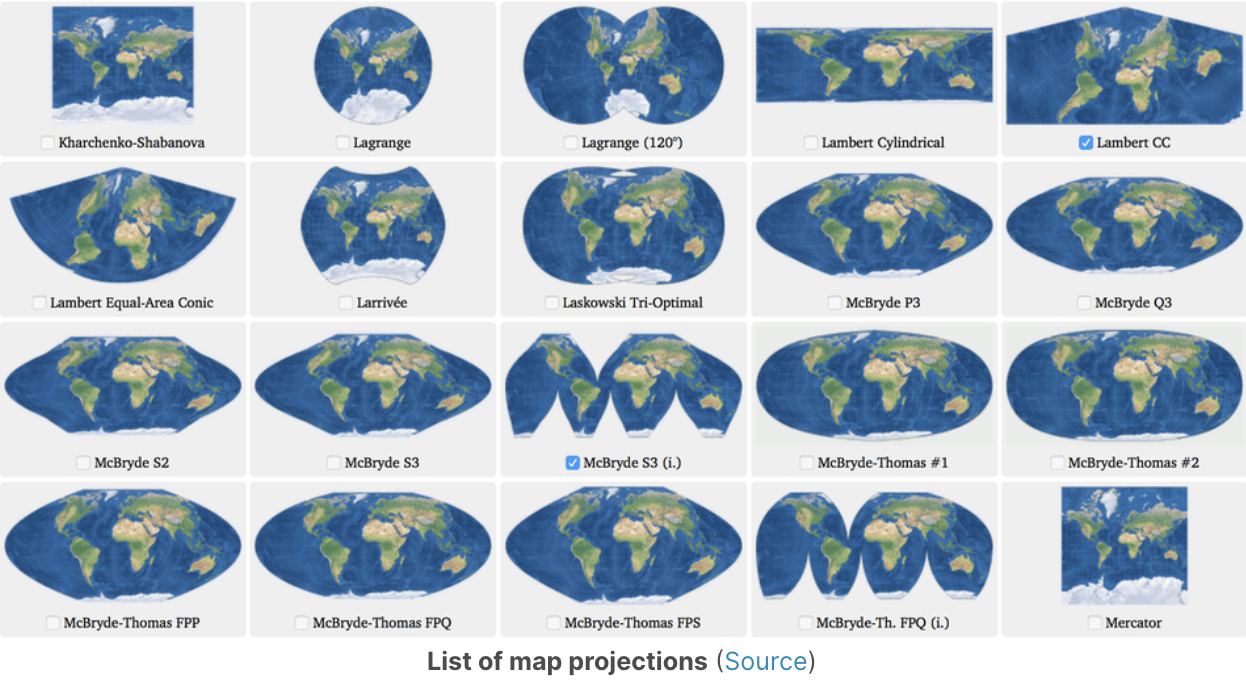 Kharchenko-Shabanova
Lagrange
Lagrange (120°)
Lambert Cylindrical
Lambert CC
Lambert Equal-Area Conic
Larrivée
Laskowski Tri-Optimal
McBryde P3
McBryde Q3
McBryde S2
McBryde S3
McBryde S3 (i.)
McBryde-Thomas #1
McBryde-Thomas #2
McBryde-Thomas FPP
McBryde-Thomas FPQ
McBryde-Thomas FPS
McBryde-Th. FPQ (i.)
Mercator
List of map projections (Source)